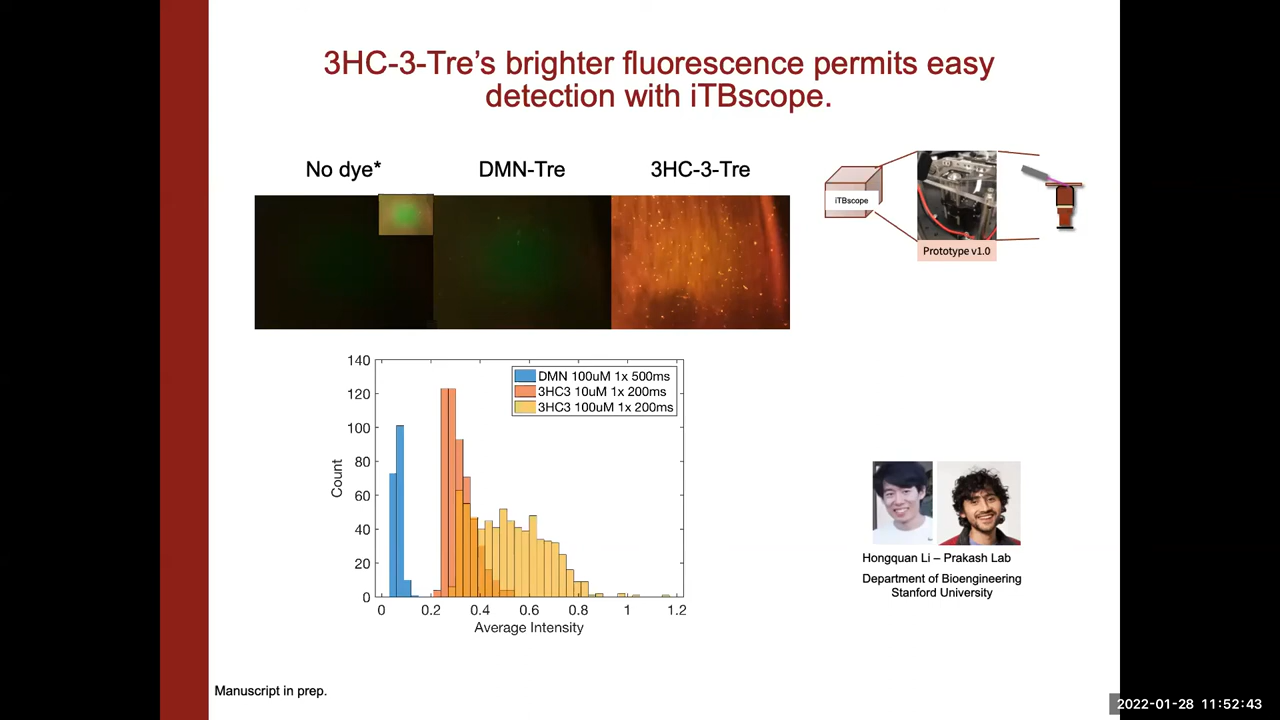 3HC-3-Tre’s brighter fluorescence permits easy
detection with iTBscope.
No dye*
DMN-Tre
3HC-3-Tre
iTBscope
Prototype v1.0
140
120
100
80
60
40
20
0
Count
DMN 100uM 1x 500ms
3HC3 10uM 1x 200ms
3HC3 100uM 1x 200ms
0 0.2 0.4 0.6 0.8 1 1.2
Average Intensity
Hongquan Li – Prakash Lab
Department of Bioengineering
Stanford University
Manuscript in prep.
2022-01-28 11:52:43